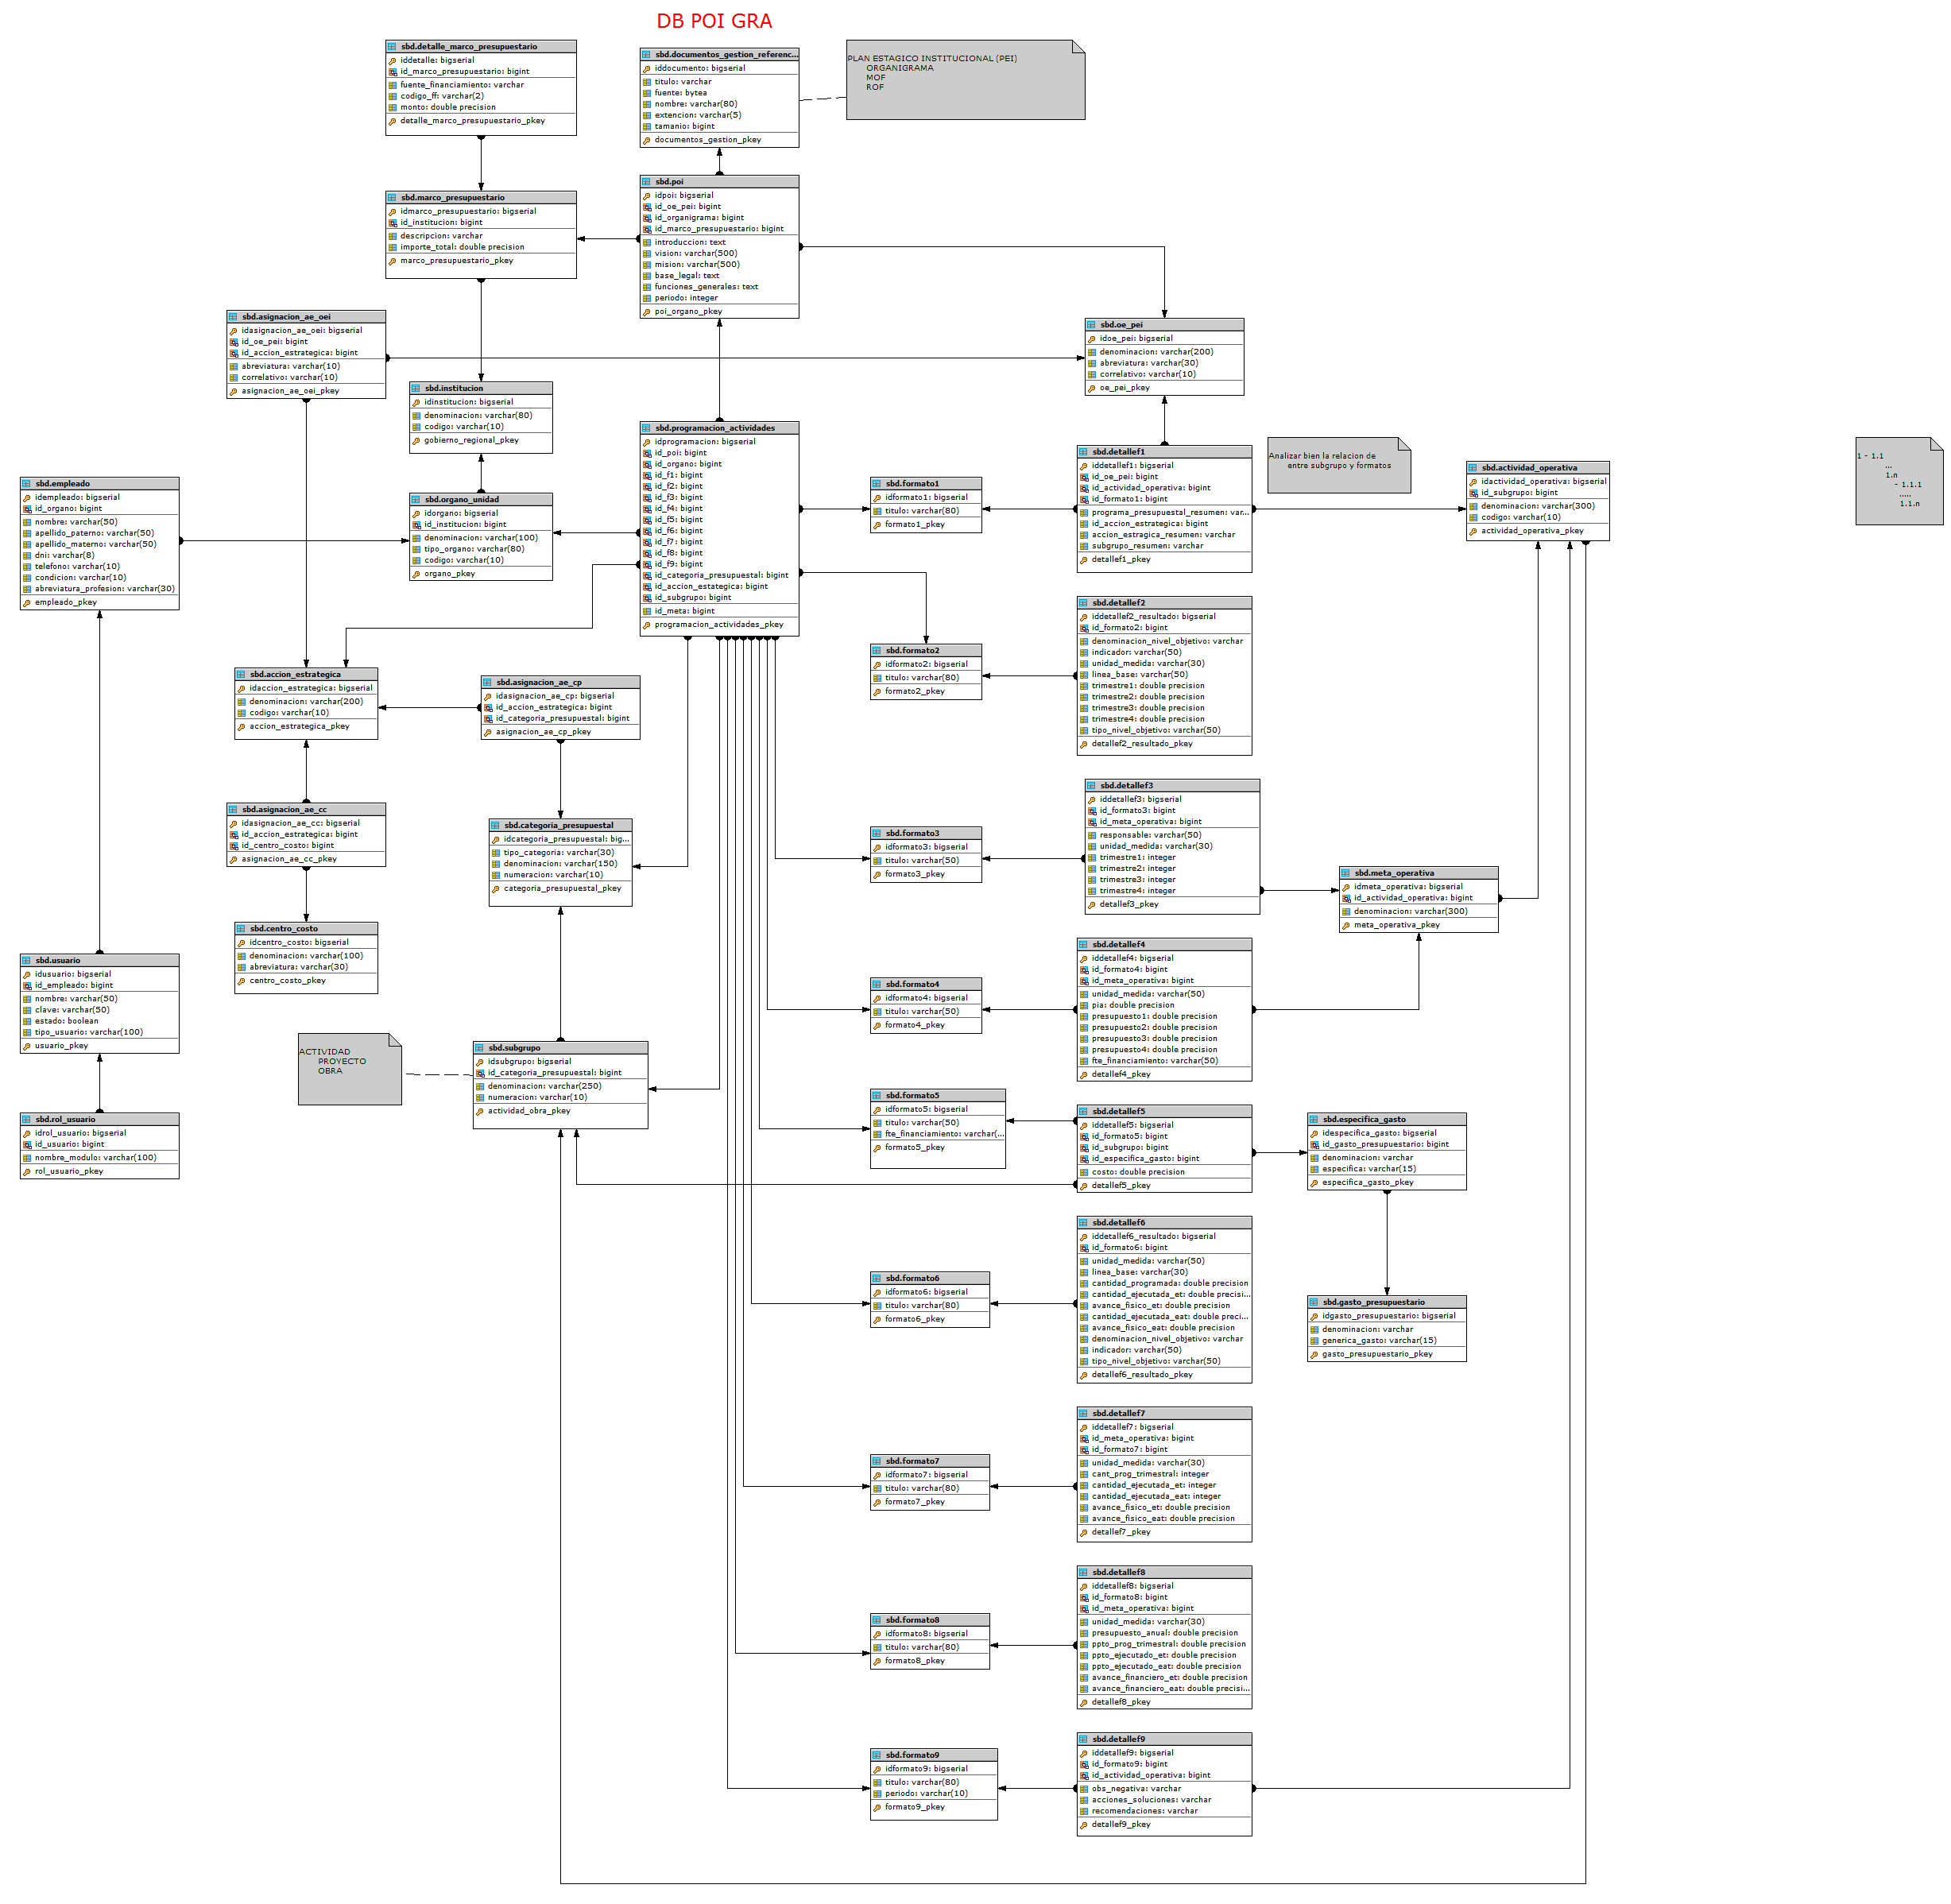 DB POI GRA
sbd.detalle_marco_presupuestario
iddetalle: bigserial
id_marco_presupuestario: bigint
fuente_financiamiento: varchar
codigo_ff: varchar(2)
monto: double precision
detalle_marco_presupuestario_pkey
sbd.documentos_gestion_referenc...
iddocumento: bigserial
titulo: varchar
fuente: bytea
nombre: varchar(80)
extencion: varchar(5)
tamanio: bigint
documentos_gestion_pkey
PLAN ESTAGICO INSTITUCIONAL (PEI)
ORGANIGRAMA
MOF
ROF
sbd.marco_presupuestario
idmarco_presupuestario: bigserial
id_institucion: bigint
descripcion: varchar
importe_total: double precision
marco_presupuestario_pkey
sbd.poi
idpoi: bigserial
id_oe_pei: bigint
id_organigrama: bigint
id_marco_presupuestario: bigint
introduccion: text
vision: varchar(500)
mision: varchar(500)
base_legal: text
funciones_generales: text
periodo: integer
poi_organo_pkey
sbd.asignacion_ae_oei
idasignacion_ae_oei: bigserial
id_oe_pei: bigint
id_accion_estrategica: bigint
abreviatura: varchar(10)
correlativo: varchar(10)
asignacion_ae_oei_pkey
sbd.oe_pei
idoe_pei: bigserial
denominacion: varchar(200)
abreviatura: varchar(30)
correlativo: varchar(10)
oe_pei_pkey
sbd.institucion
idinstitucion: bigserial
denominacion: varchar(80)
codigo: varchar(10)
gobierno_regional_pkey
sbd.programacion_actividades
idprogramacion: bigserial
id_poi: bigint
id_organo: bigint
id_f1: bigint
id_f2: bigint
id_f3: bigint
id_f4: bigint
id_f5: bigint
id_f6: bigint
id_f7: bigint
id_f8: bigint
id_f9: bigint
id_categoria_presupuestal: bigint
id_accion_estategica: bigint
id_subgrupo: bigint
id_meta: bigint
programacion_actividades_pkey
sbd.detallef1
iddetallef1: bigserial
id_oe_pei: bigint
id_actividad_operativa: bigint
id_formato1: bigint
programa_presupuestal_resumen: var...
id_accion_estrategica: bigint
accion_estragica_resumen: varchar
subgrupo_resumen: varchar
detallef1_pkey
Analizar bien la relacion de
entre subgrupo y formatos
sbd.actividad_operativa
idactividad_operativa: bigserial
id_subgrupo: bigint
denominacion: varchar(300)
codigo: varchar(10)
actividad_operativa_pkey
1 - 1.1
...
1.n
- 1.1.1
.....
1.1.n
sbd.empleado
idempleado: bigserial
id_organo: bigint
nombre: varchar(50)
apellido_paterno: varchar(50)
apellido_materno: varchar(50)
dni: varchar(8)
telefono: varchar(10)
condicion: varchar(10)
abreviatura_profesion: varchar(30)
empleado_pkey
sbd.organo_unidad
idorgano: bigserial
id_institucion: bigint
denominacion: varchar(100)
tipo_organo: varchar(80)
codigo: varchar(10)
organo_pkey
sbd.formato1
idformato1: bigserial
titulo: varchar(80)
formato1_pkey
sbd.detallef2
iddetallef2_resultado: bigserial
id_formato2: bigint
denominacion_nivel_objetivo: varchar
indicador: varchar(50)
unidad_medida: varchar(30)
linea_base: varchar(50)
trimestre1: double precision
trimestre2: double precision
trimestre3: double precision
trimestre4: double precision
tipo_nivel_objetivo: varchar(50)
detallef2_resultado_pkey
sbd.formato2
idformato2: bigserial
titulo: varchar(80)
formato2_pkey
sbd.accion_estrategica
idaccion_estrategica: bigserial
denominacion: varchar(200)
codigo: varchar(10)
accion_estrategica_pkey
sbd.asignacion_ae_cp
idasignacion_ae_cp: bigserial
id_accion_estrategica: bigint
id_categoria_presupuestal: bigint
asignacion_ae_cp_pkey
sbd.detallef3
iddetallef3: bigserial
id_formato3: bigint
id_meta_operativa: bigint
responsable: varchar(50)
unidad_medida: varchar(30)
trimestre1: integer
trimestre2: integer
trimestre3: integer
trimestre4: integer
detallef3_pkey
sbd.asignacion_ae_cc
idasignacion_ae_cc: bigserial
id_accion_estrategica: bigint
id_centro_costo: bigint
asignacion_ae_cc_pkey
sbd.categoria_presupuestal
idcategoria_presupuestal: big...
tipo_categoria: varchar(30)
denominacion: varchar(150)
numeracion: varchar(10)
categoria_presupuestal_pkey
sbd.formato3
idformato3: bigserial
titulo: varchar(50)
formato3_pkey
sbd.meta_operativa
idmeta_operativa: bigserial
id_actividad_operativa: bigint
denominacion: varchar(300)
meta_operativa_pkey
sbd.centro_costo
idcentro_costo: bigserial
denominacion: varchar(100)
abreviatura: varchar(30)
centro_costo_pkey
sbd.detallef4
iddetallef4: bigserial
id_formato4: bigint
id_meta_operativa: bigint
unidad_medida: varchar(50)
pia: double precision
presupuesto1: double precision
presupuesto2: double precision
presupuesto3: double precision
presupuesto4: double precision
fte_financiamiento: varchar(50)
detallef4_pkey
sbd.usuario
idusuario: bigserial
id_empleado: bigint
nombre: varchar(50)
clave: varchar(50)
estado: boolean
tipo_usuario: varchar(100)
usuario_pkey
sbd.formato4
idformato4: bigserial
titulo: varchar(50)
formato4_pkey
ACTIVIDAD
PROYECTO
OBRA
sbd.subgrupo
idsubgrupo: bigserial
id_categoria_presupuestal: bigint
denominacion: varchar(250)
numeracion: varchar(10)
actividad_obra_pkey
sbd.formato5
idformato5: bigserial
titulo: varchar(50)
fte_financiamiento: varchar(...
formato5_pkey
sbd.detallef5
iddetallef5: bigserial
id_formato5: bigint
id_subgrupo: bigint
id_especifica_gasto: bigint
costo: double precision
detallef5_pkey
sbd.especifica_gasto
idespecifica_gasto: bigserial
id_gasto_presupuestario: bigint
denominacion: varchar
especifica: varchar(15)
especifica_gasto_pkey
sbd.rol_usuario
idrol_usuario: bigserial
id_usuario: bigint
nombre_modulo: varchar(100)
rol_usuario_pkey
sbd.detallef6
iddetallef6_resultado: bigserial
id_formato6: bigint
unidad_medida: varchar(50)
linea_base: varchar(30)
cantidad_programada: double precision
cantidad_ejecutada_et: double precisi...
avance_fisico_et: double precision
cantidad_ejecutada_eat: double preci...
avance_fisico_eat: double precision
denominacion_nivel_objetivo: varchar
indicador: varchar(50)
tipo_nivel_objetivo: varchar(50)
detallef6_resultado_pkey
sbd.formato6
idformato6: bigserial
titulo: varchar(80)
formato6_pkey
sbd.gasto_presupuestario
idgasto_presupuestario: bigserial
denominacion: varchar
generica_gasto: varchar(15)
gasto_presupuestario_pkey
sbd.detallef7
iddetallef7: bigserial
id_meta_operativa: bigint
id_formato7: bigint
unidad_medida: varchar(30)
cant_prog_trimestral: integer
cantidad_ejecutada_et: integer
cantidad_ejecutada_eat: integer
avance_fisico_et: double precision
avance_fisico_eat: double precision
detallef7_pkey
sbd.formato7
idformato7: bigserial
titulo: varchar(80)
formato7_pkey
sbd.detallef8
iddetallef8: bigserial
id_formato8: bigint
id_meta_operativa: bigint
unidad_medida: varchar(30)
presupuesto_anual: double precision
ppto_prog_trimestral: double precision
ppto_ejecutado_et: double precision
ppto_ejecutado_eat: double precision
avance_financiero_et: double precision
avance_financiero_eat: double precisi...
detallef8_pkey
sbd.formato8
idformato8: bigserial
titulo: varchar(80)
formato8_pkey
sbd.formato9
idformato9: bigserial
titulo: varchar(80)
periodo: varchar(10)
formato9_pkey
sbd.detallef9
iddetallef9: bigserial
id_formato9: bigint
id_actividad_operativa: bigint
obs_negativa: varchar
acciones_soluciones: varchar
recomendaciones: varchar
detallef9_pkey